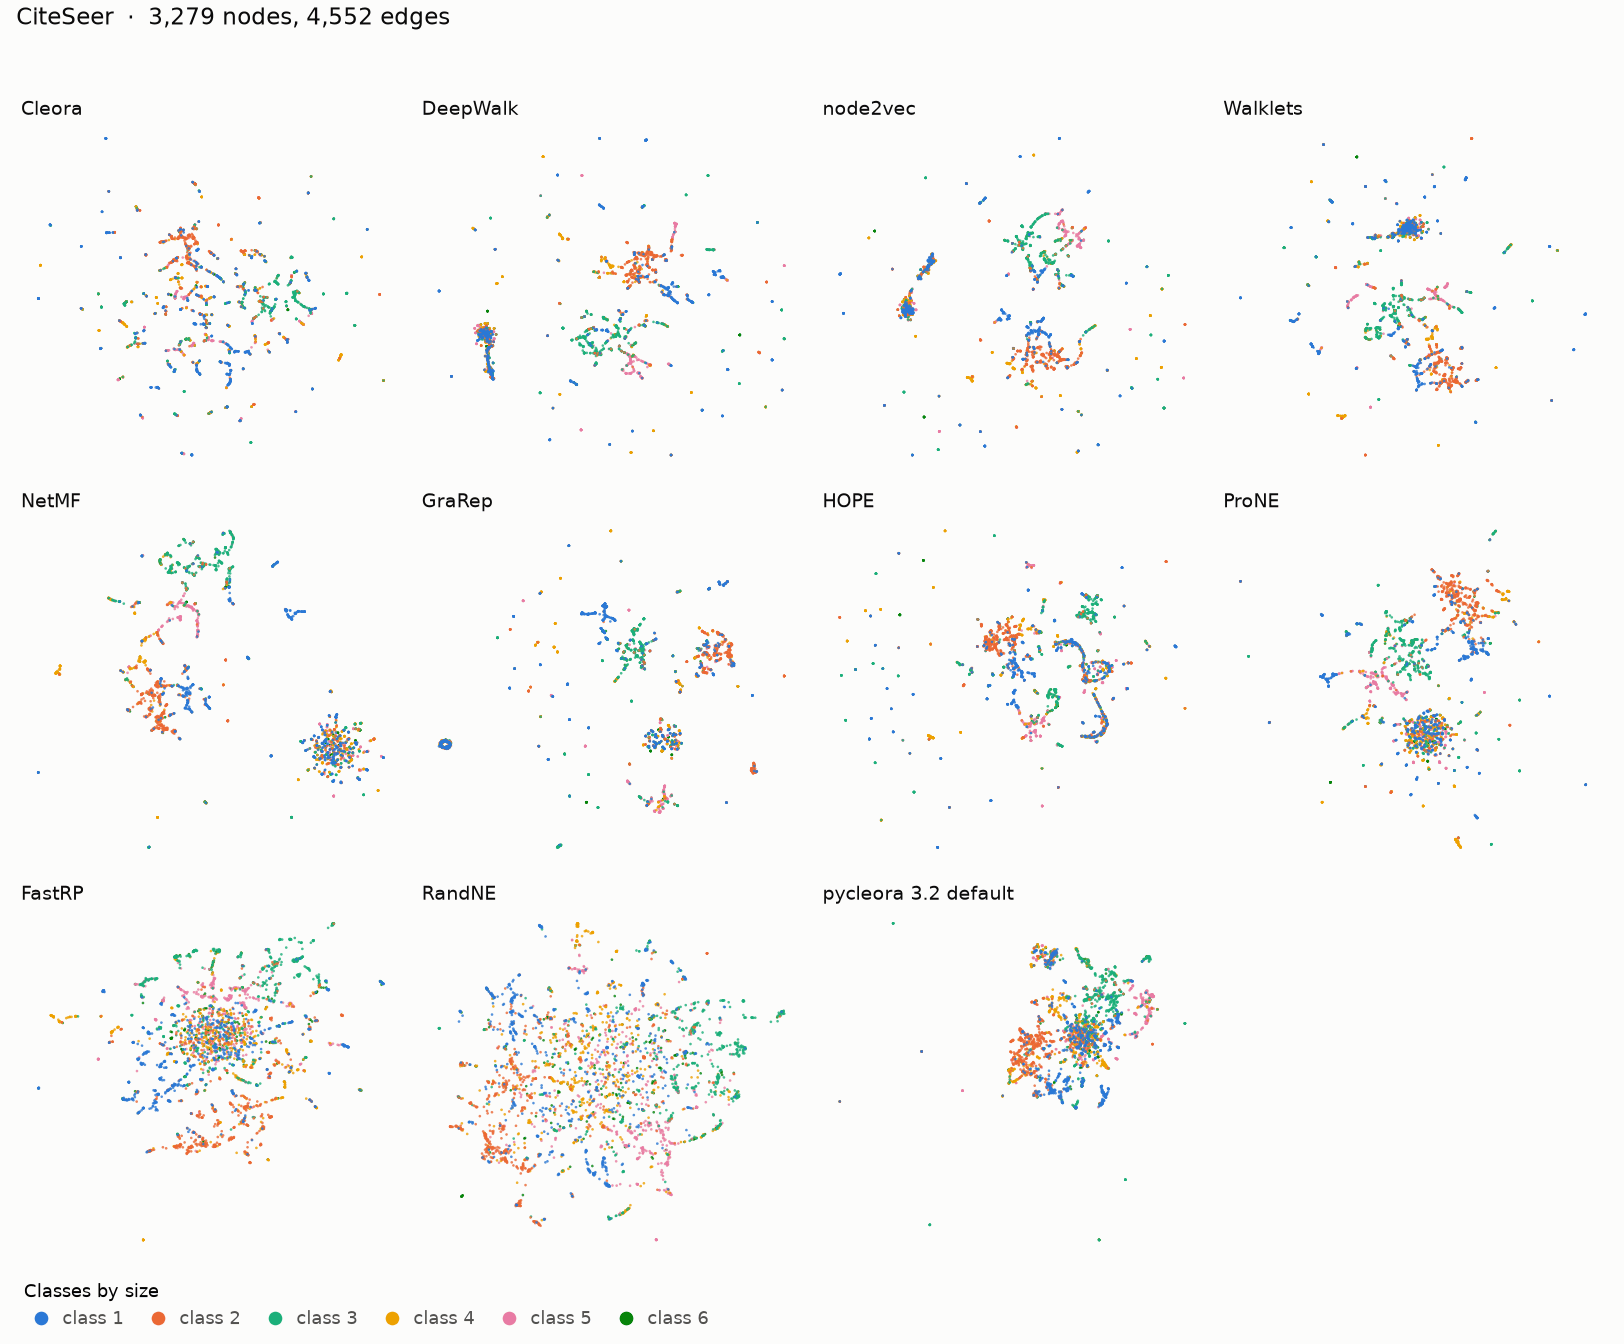 CiteSeer · 3,279 nodes, 4,552 edges
Cleora
DeepWalk
node2vec
Walklets
NetMF
GraRep
HOPE
ProNE
FastRP
RandNE
pycleora 3.2 default
Classes by size
class 1
class 2
class 3
class 4
class 5
class 6